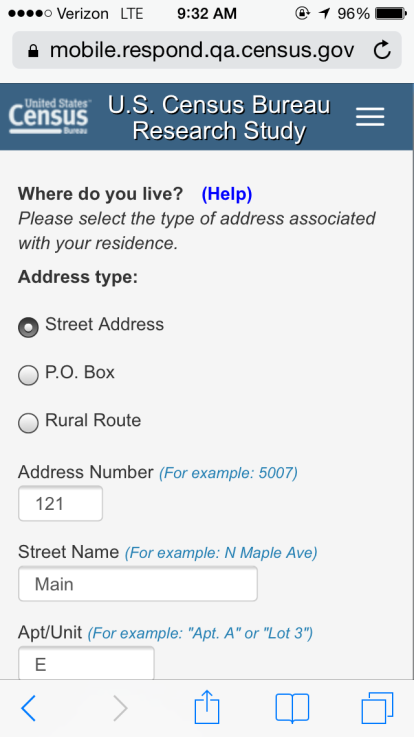 Verizon LTE 9:32 AM 96%
mobile.respond.qa.census.gov
United States™
Census
Bureau
U.S. Census Bureau
Research Study
Where do you live? (Help)
Please select the type of address associated
with your residence.
Address type:
Street Address
P.O. Box
Rural Route
Address Number (For example: 5007)
121
Street Name (For example: N Maple Ave)
Main
Apt/Unit (For example: "Apt. A" or "Lot 3")
E